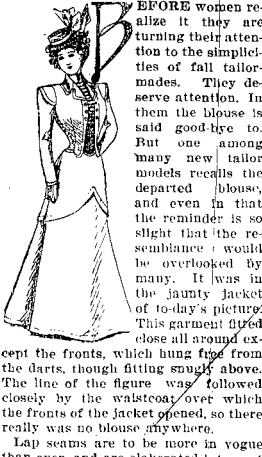 BEFORE women re-
alize it they are
turning their atten-
tion to the simplici-
ties of fall tailor-
mades. They de-
serve attention. In
them the blouse is
said good-bye to.
But one among
many new tailor
models recalls the
departed blouse,
and even in that
the reminder is so
slight that the re-
semblance would
be overlooked by
many. It was in
the jaunty jacket
of to-day's picture.
This garment fitted
close all around ex-
cept the fronts, which hung free from
the darts, though fitting snugly above.
The line of the figure was followed
closely by the waistcoat over which
the fronts of the jacket opened, so there
really was no blouse anywhere.
Lap seams are to be more in vogue